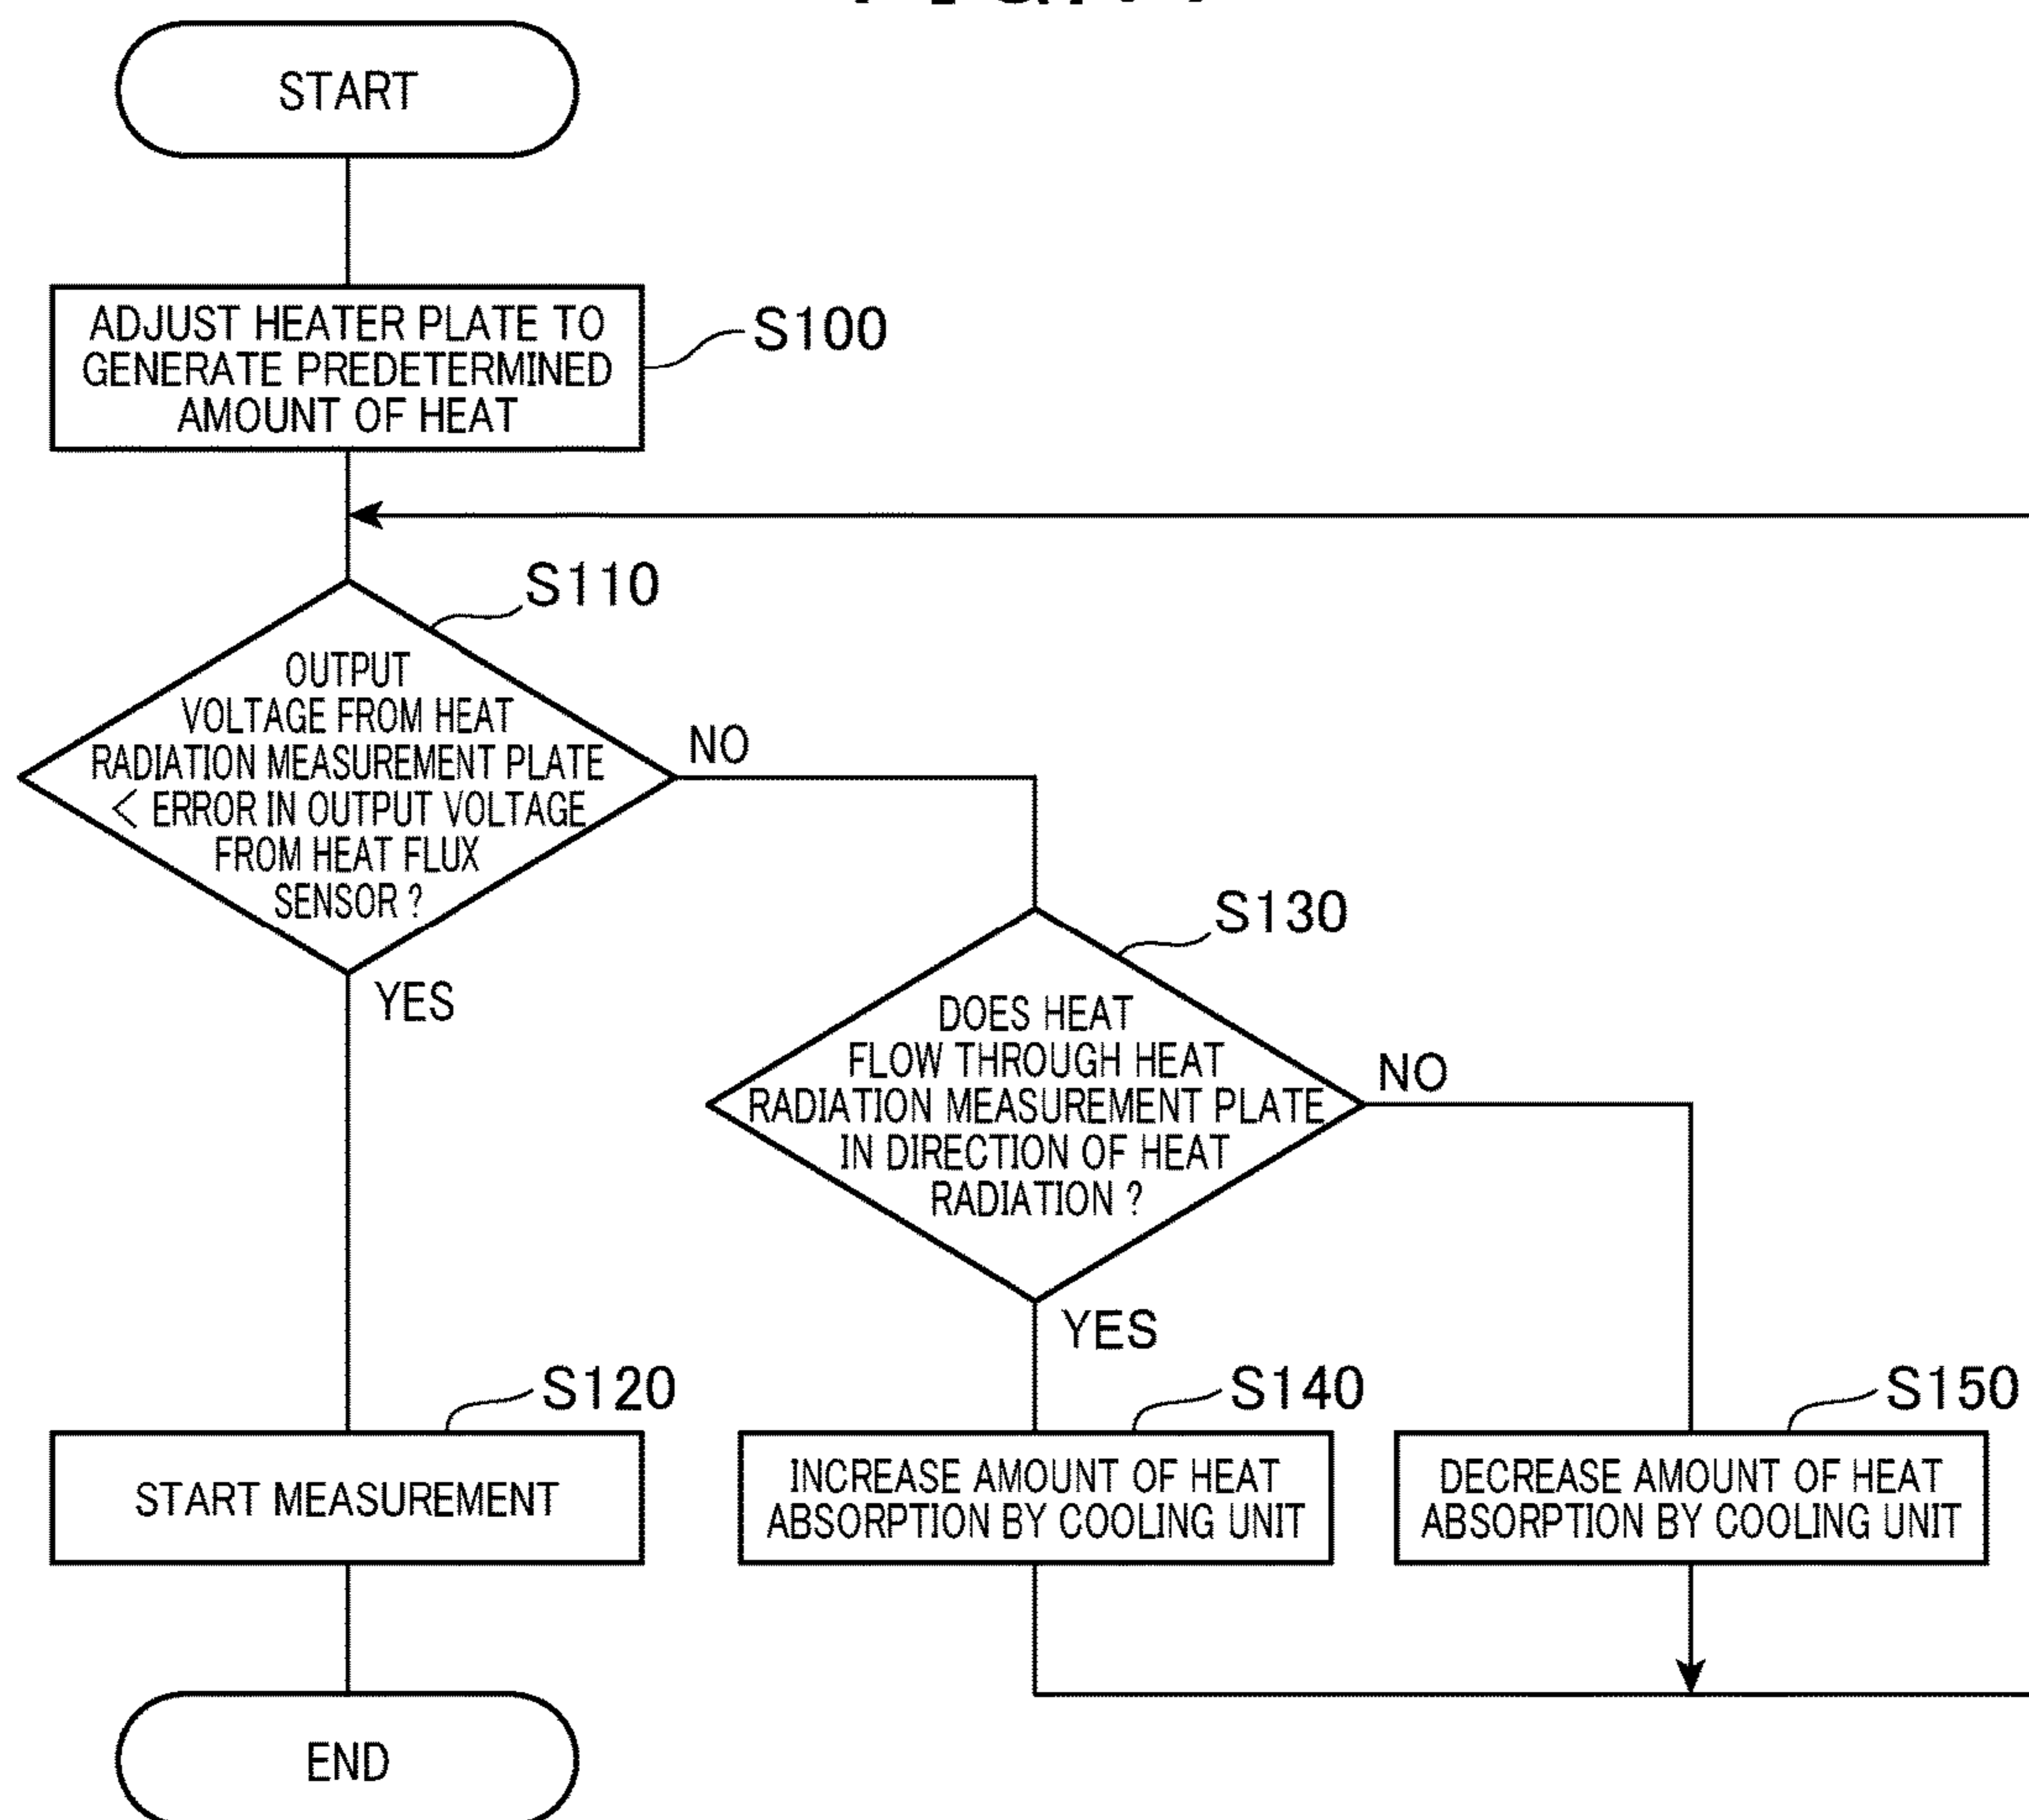 START
ADJUST HEATER PLATE TO
GENERATE PREDETERMINED
AMOUNT OF HEAT
S100
S110
OUTPUT
VOLTAGE FROM HEAT
RADIATION MEASUREMENT PLATE
< ERROR IN OUTPUT VOLTAGE
FROM HEAT FLUX
SENSOR ?
NO
YES
S130
DOES HEAT
FLOW THROUGH HEAT
RADIATION MEASUREMENT PLATE
IN DIRECTION OF HEAT
RADIATION ?
NO
YES
S120
START MEASUREMENT
S140
INCREASE AMOUNT OF HEAT
ABSORPTION BY COOLING UNIT
S150
DECREASE AMOUNT OF HEAT
ABSORPTION BY COOLING UNIT
END